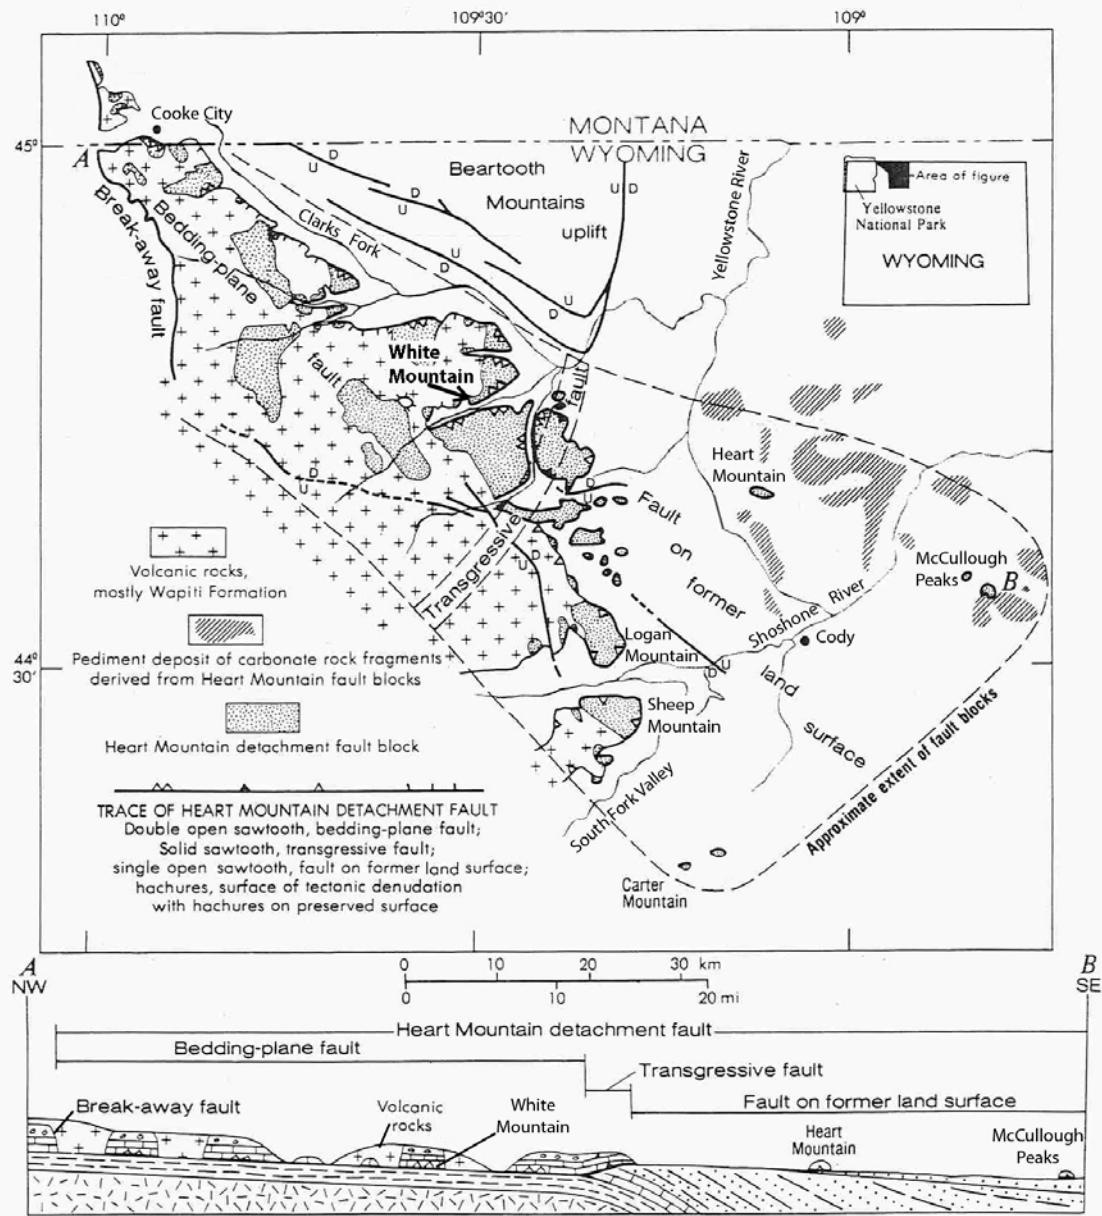 110°
109°30'
109°
Cooke City
45°
A
MONTANA
WYOMING
Beartooth
Mountains
uplift
D
U
D
U
U
D
U
D
D
U
U
D
Yellowstone River
Area of figure
Yellowstone
National Park
WYOMING
Clarks Fork
Break-away fault
Bedding-plane
fault
White
Mountain
fault
Heart
Mountain
D
U
D
U
Fault
on
former
land
surface
Transgressive
U
D
McCullough
Peaks
B
Shoshone River
Cody
Volcanic rocks,
mostly Wapiti Formation
Pediment deposit of carbonate rock fragments
derived from Heart Mountain fault blocks
Logan
Mountain
D
U
44°
30'
Heart Mountain detachment fault block
Sheep
Mountain
South Fork Valley
Approximate extent of fault blocks
TRACE OF HEART MOUNTAIN DETACHMENT FAULT
Double open sawtooth, bedding-plane fault;
Solid sawtooth, transgressive fault;
single open sawtooth, fault on former land surface;
hachures, surface of tectonic denudation
with hachures on preserved surface
Carter
Mountain
A
NW
0 10 20 30 km
0 10 20 mi
B
SE
Heart Mountain detachment fault
Bedding-plane fault
Transgressive fault
Break-away fault
Volcanic
rocks
White
Mountain
Fault on former land surface
Heart
Mountain
McCullough
Peaks